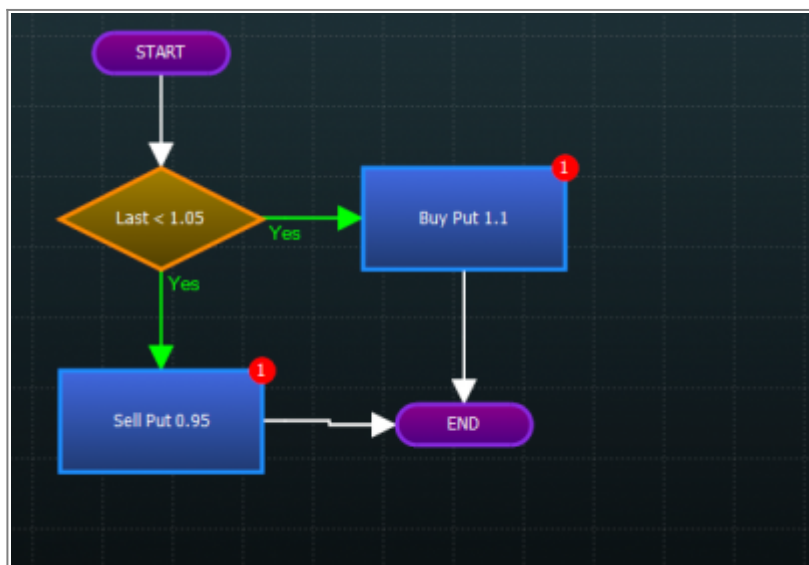 START
1
Last < 1.05
Buy Put 1.1
Yes
Yes
1
Sell Put 0.95
END